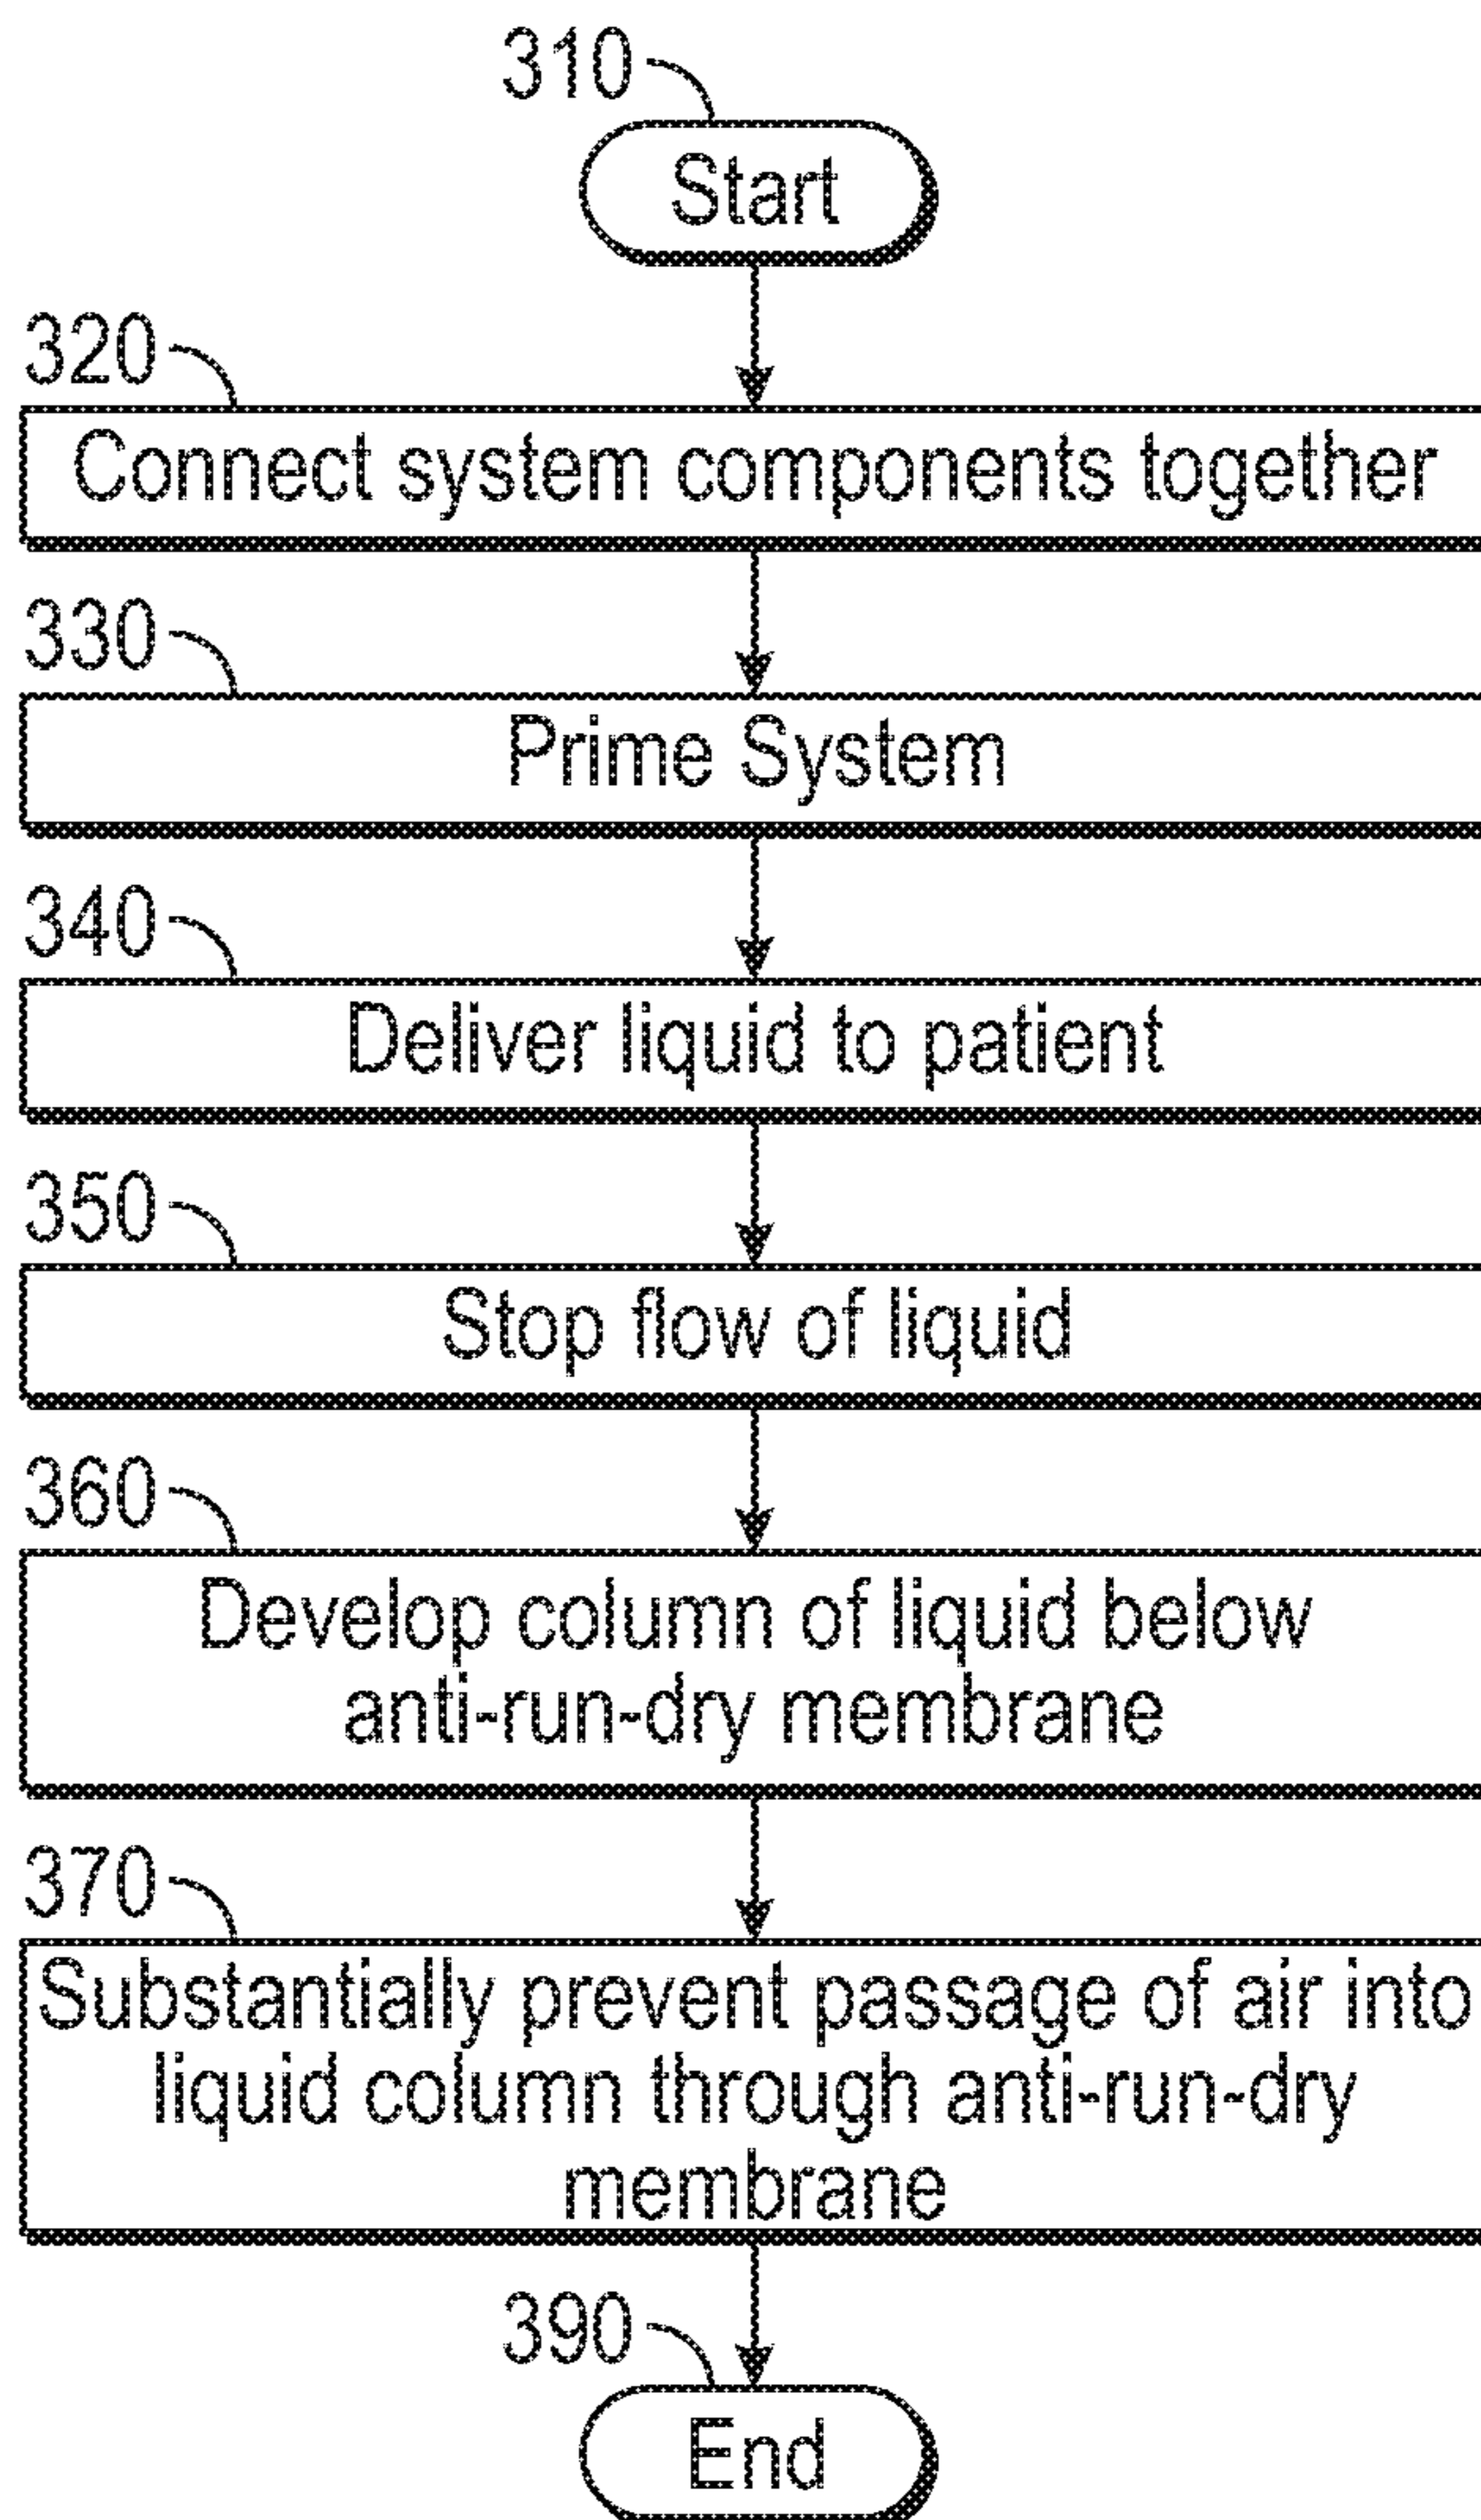 310
Start
320
Connect system components together
330
Prime System
340
Deliver liquid to patient
350
Stop flow of liquid
360
Develop column of liquid below
anti-run-dry membrane
370
Substantially prevent passage of air into
liquid column through anti-run-dry
membrane
390
End